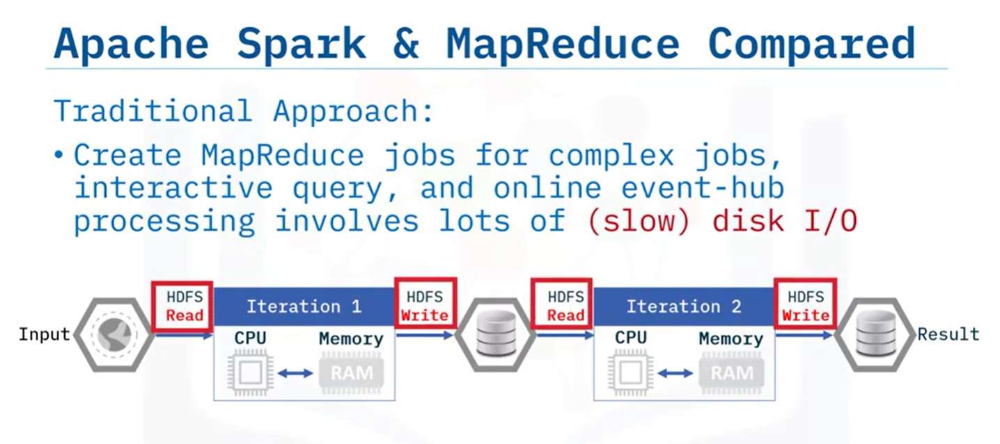 Apache Spark & MapReduce Compared
Traditional Approach:
• Create MapReduce jobs for complex jobs,
interactive query, and online event-hub
processing involves lots of (slow) disk I/O
Input
HDFS
Read
Iteration 1
CPU
Memory
RAM
HDFS
Write
HDFS
Read
Iteration 2
CPU
Memory
RAM
HDFS
Write
Result